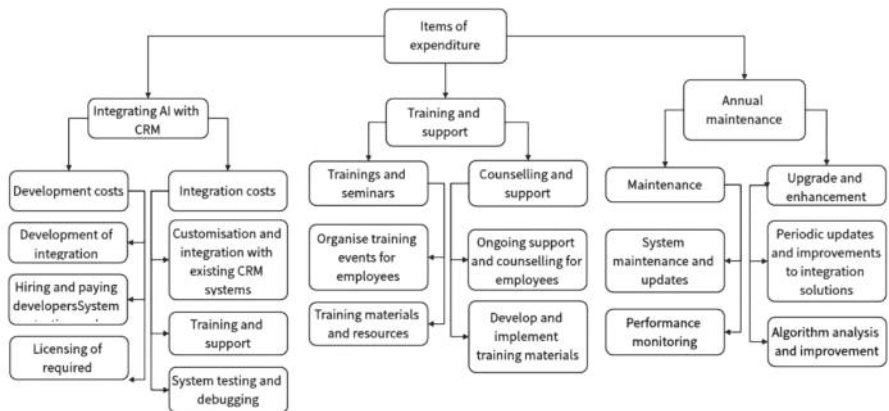 Items of
expenditure
Integrating AI with
CRM
Training and
support
Annual
maintenance
Development costs
Integration costs
Trainings and
seminars
Counselling and
support
Maintenance
Upgrade and
enhancement
Development of
integration
Customisation and
integration with
existing CRM
systems
Organise training
events for
employees
Ongoing support
and counselling for
employees
System
maintenance and
updates
Periodic updates
and improvements
to integration
solutions
Hiring and paying
developersSystem
Training and
support
Training materials
and resources
Develop and
implement
training materials
Performance
monitoring
Algorithm analysis
and improvement
Licensing of
required
System testing and
debugging